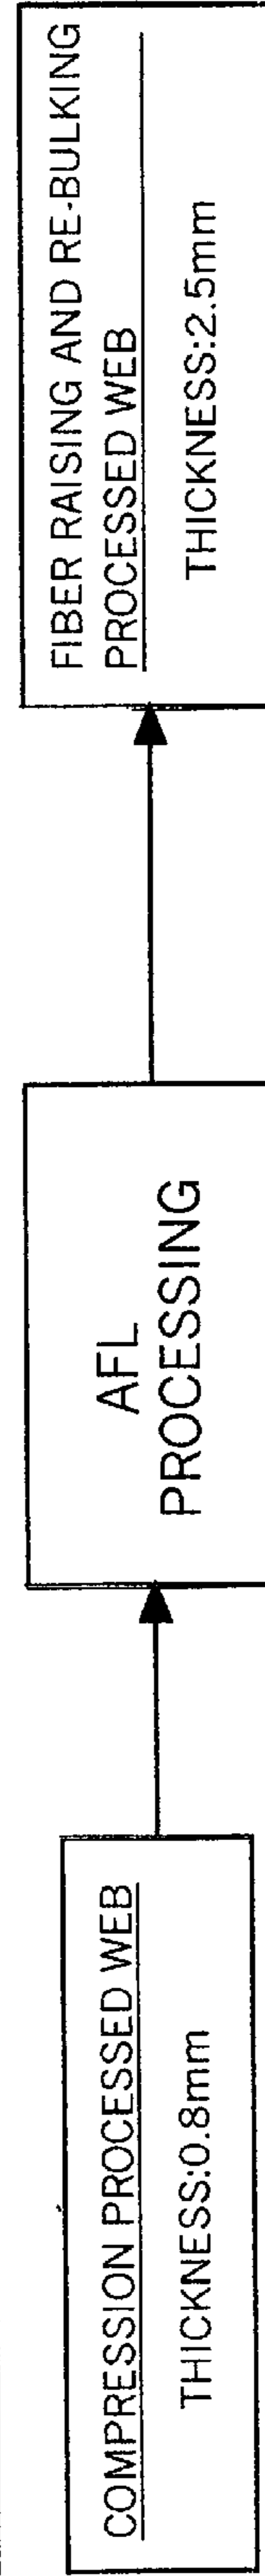 COMPRESSION PROCESSED WEB
THICKNESS:0.8mm
AFL
PROCESSING
FIBER RAISING AND RE-BULKING
PROCESSED WEB
THICKNESS:2.5mm